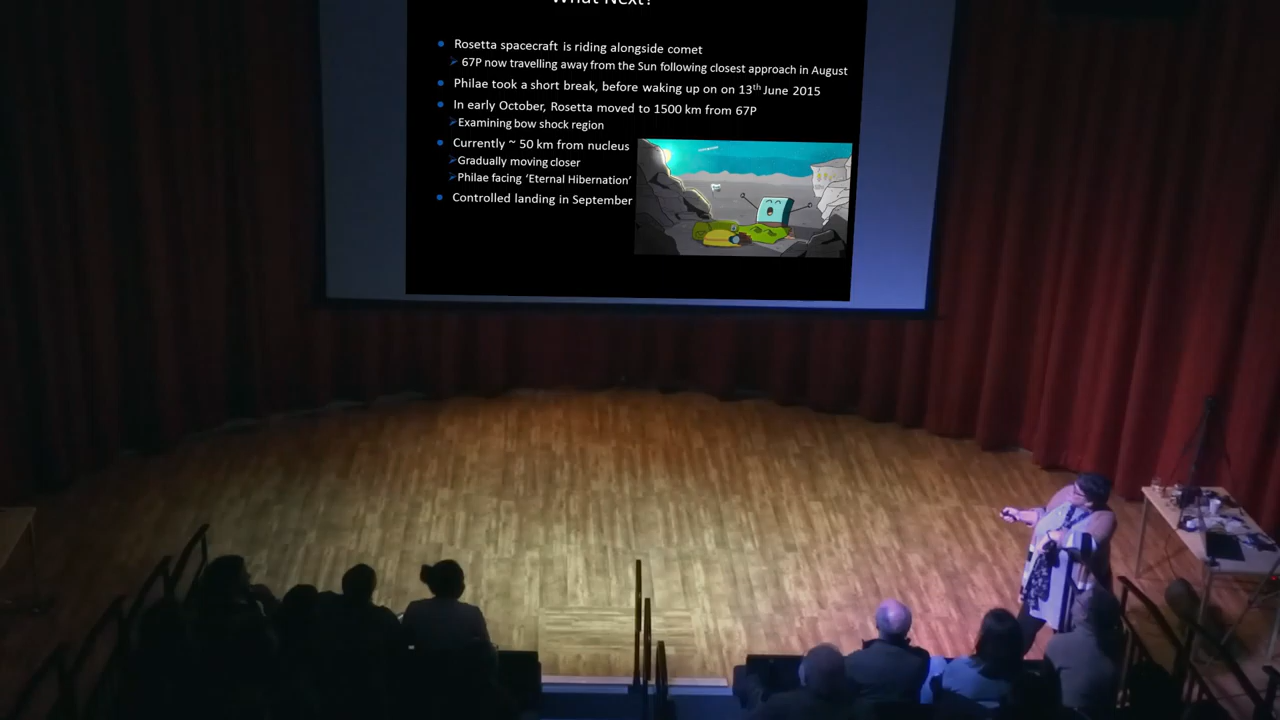 What Next?
Rosetta spacecraft is riding alongside comet
67P now travelling away from the Sun following closest approach in August
Philae took a short break, before waking up on on 13th June 2015
In early October, Rosetta moved to 1500 km from 67P
Examining bow shock region
Currently ~ 50 km from nucleus
Gradually moving closer
Philae facing 'Eternal Hibernation'
Controlled landing in September